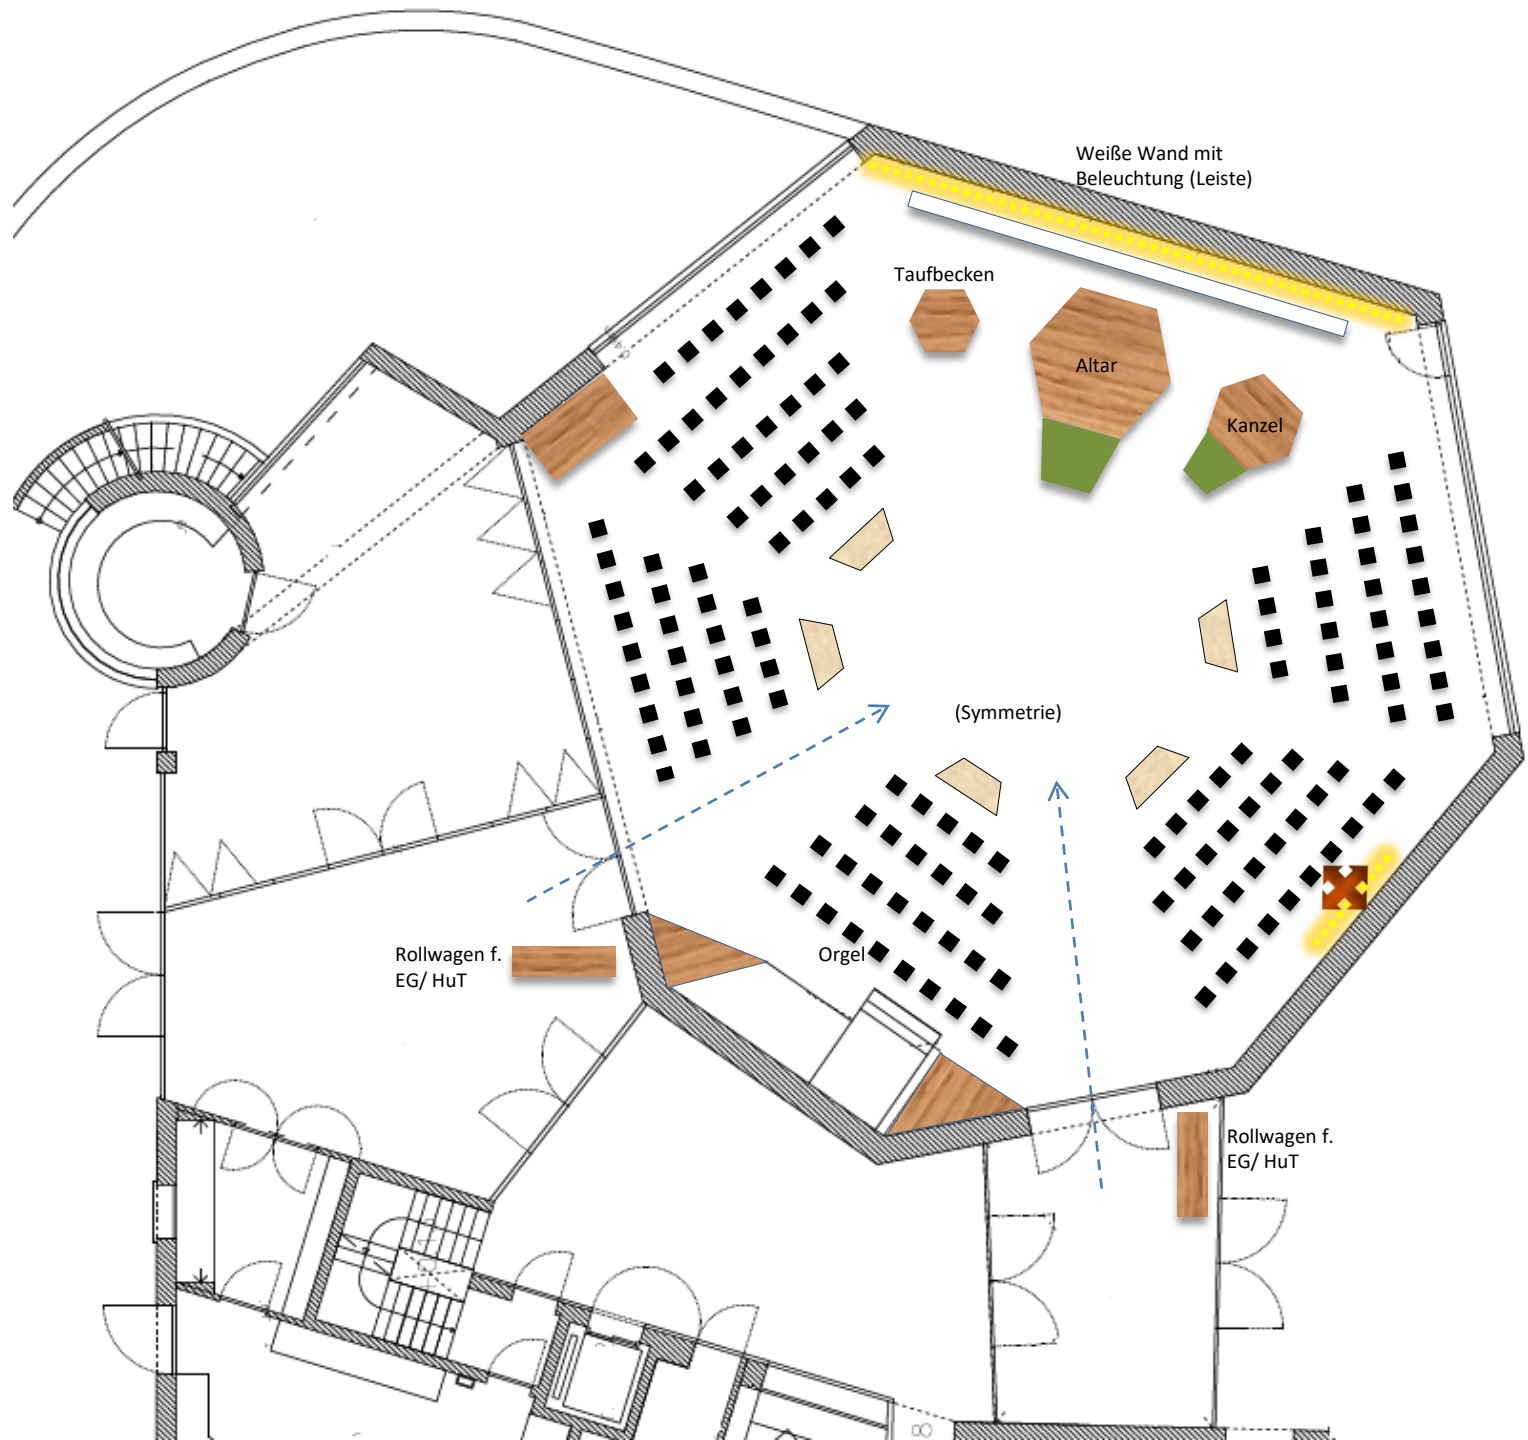 Weiße Wand mit
Beleuchtung (Leiste)
Taufbecken
Altar
Kanzel
(Symmetrie)
Orgel
Rollwagen f.
EG/ HuT
Rollwagen f.
EG/ HuT